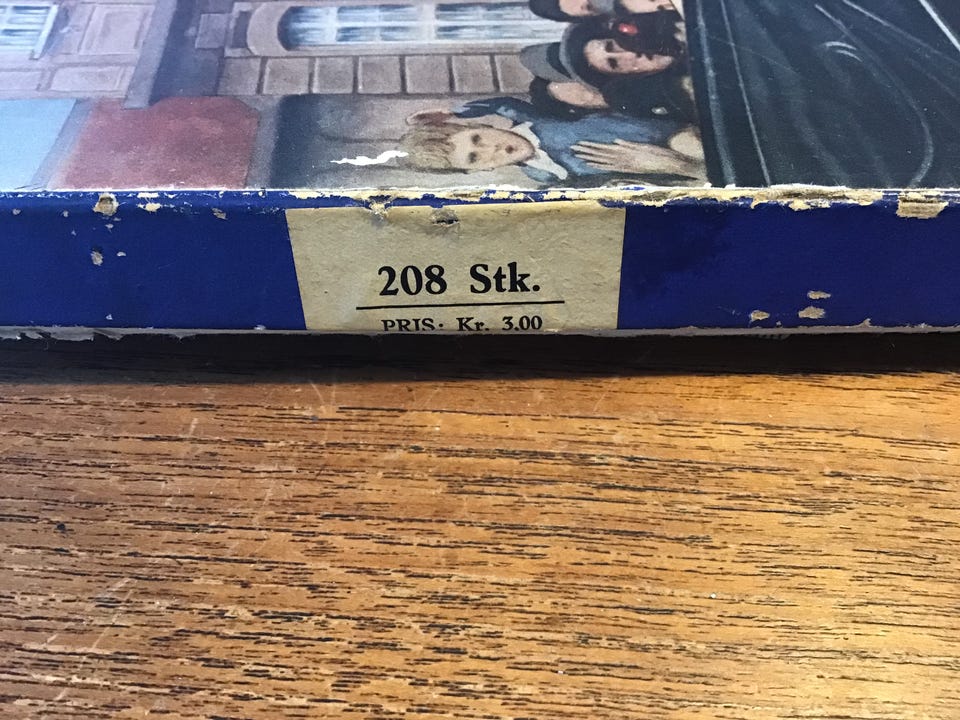 208 Stk.
PRIS: Kr. 3.00